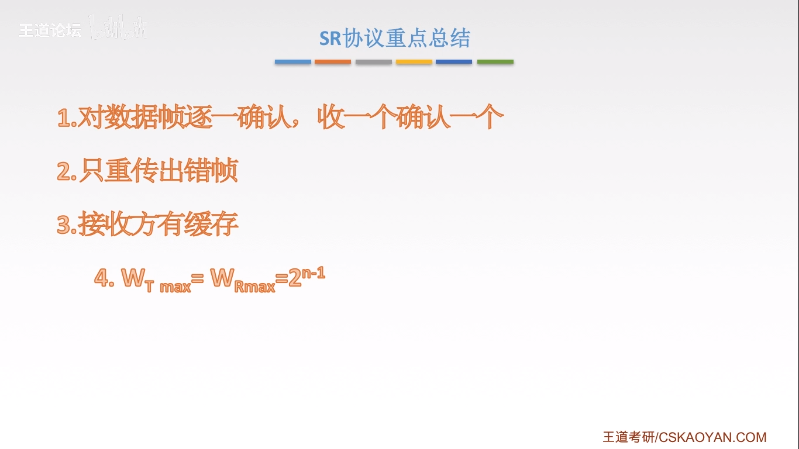 王道论坛
SR协议重点总结
1.对数据帧逐一确认，收一个确认一个
2.只重传出错帧
3.接收方有缓存
4. WT max= WRmax=2n-1
王道考研/CSKAOYAN.COM